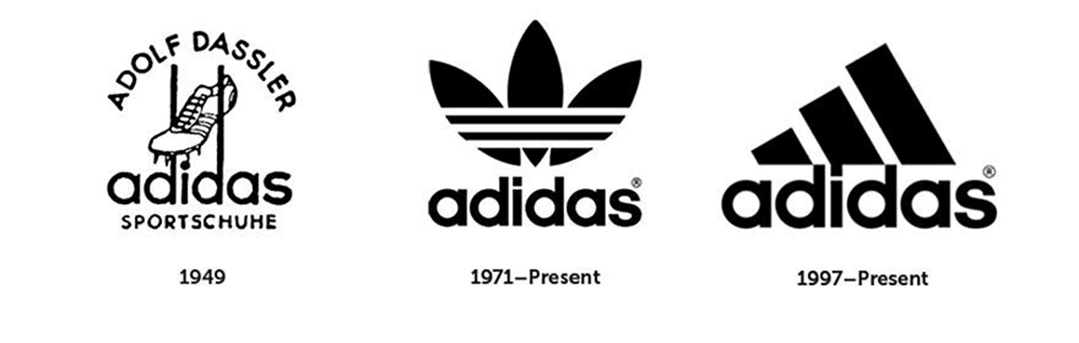 ADOLF DASSLER
adidas
SPORTSCHUHE
1949
adidas®
1971–Present
adidas®
1997–Present